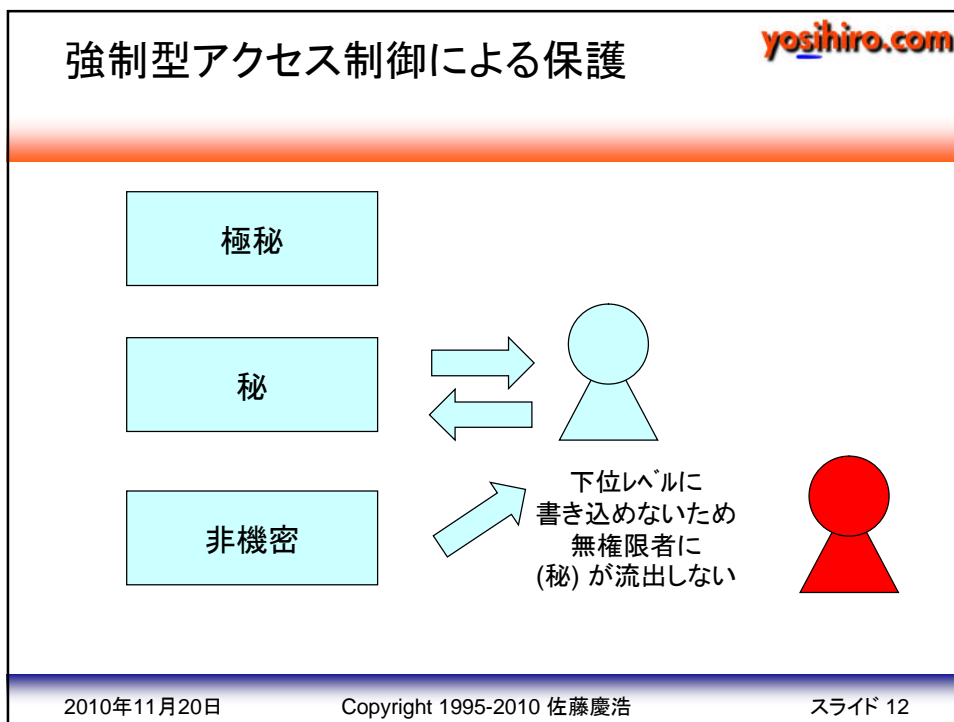 強制型アクセス制御による保護
yosihiro.com
極秘
秘
非機密
下位ﾚﾍﾞﾙに
書き込めないため
無権限者に
(秘) が流出しない
2010年11月20日
Copyright 1995-2010 佐藤慶浩
スライド 12